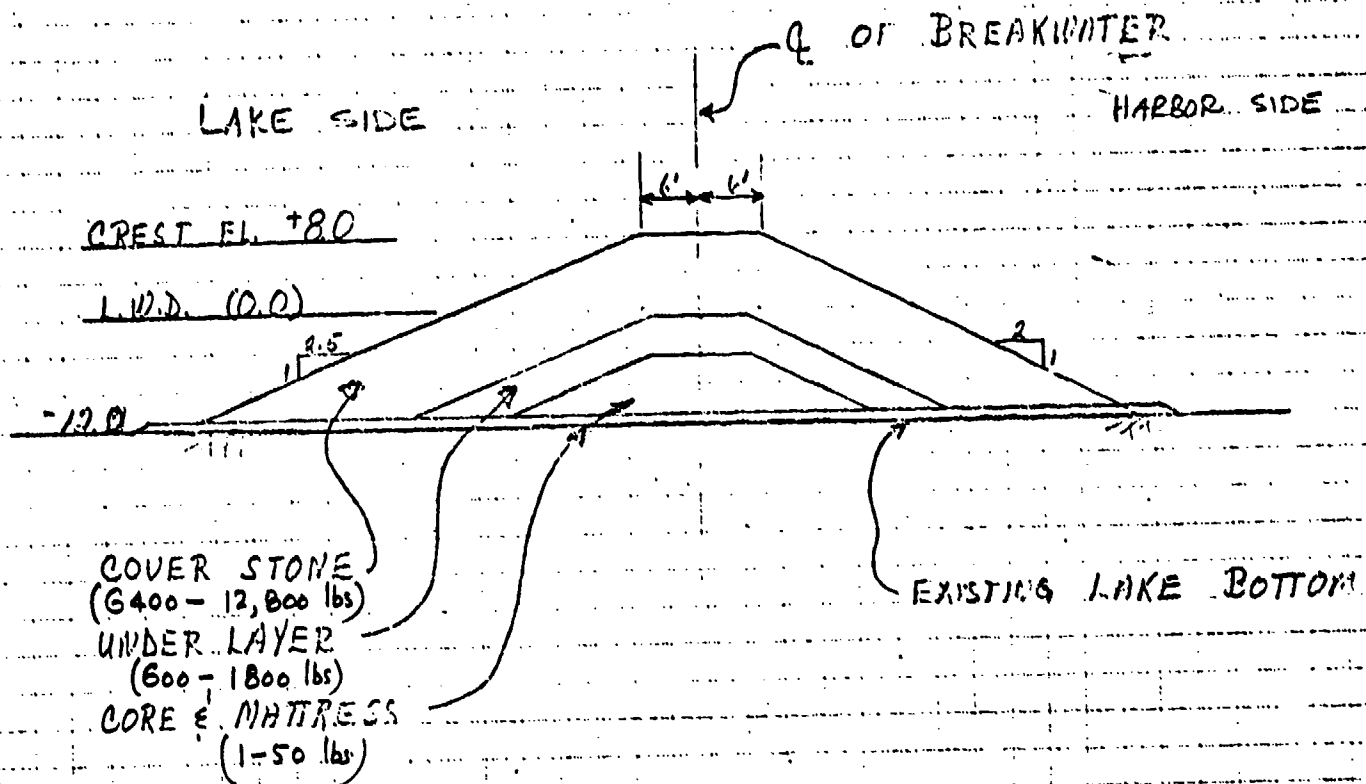 ℄ OF BREAKWATER
LAKE SIDE
HARBOR SIDE
6' 6'
CREST EL. +8.0
L.W.D. (0.0)
2.5
1
2
1
COVER STONE
(6400 - 12,800 lbs)
UNDER LAYER
(600 - 1800 lbs)
CORE & MATTRESS
(1-50 lbs)
EXISTING LAKE BOTTOM